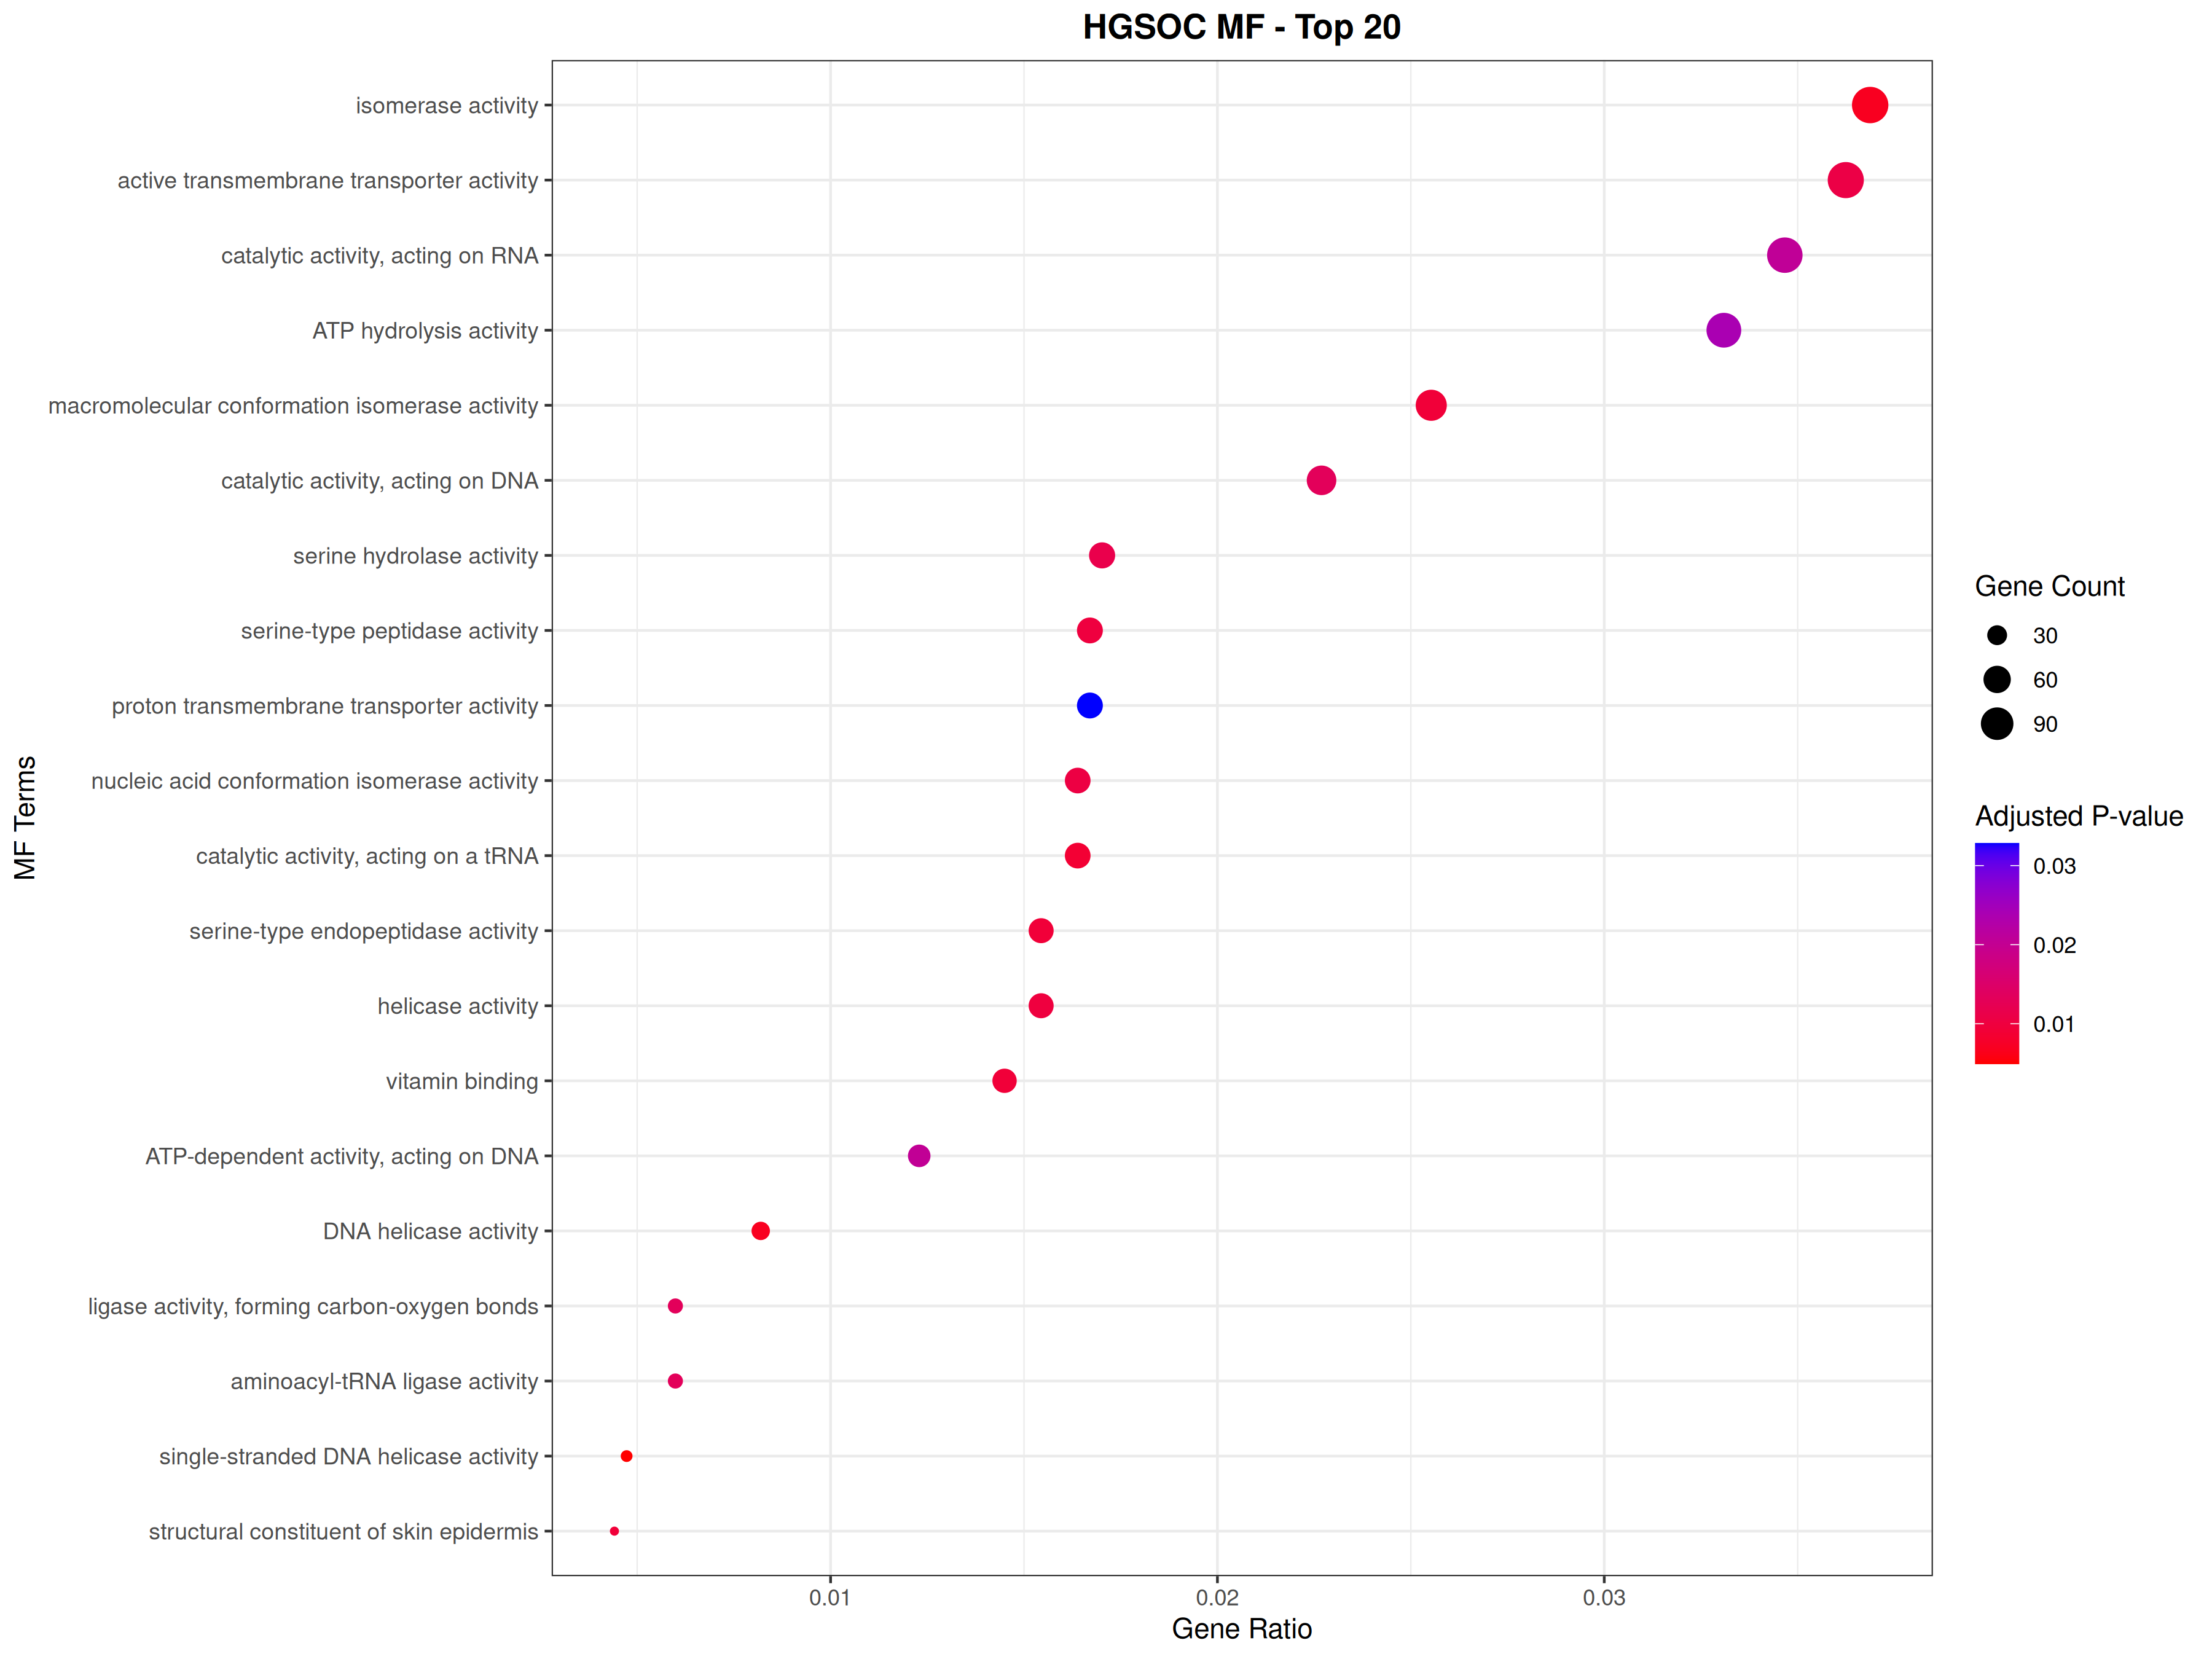 HGSOC MF - Top 20
MF Terms
isomerase activity
active transmembrane transporter activity
catalytic activity, acting on RNA
ATP hydrolysis activity
macromolecular conformation isomerase activity
catalytic activity, acting on DNA
serine hydrolase activity
serine-type peptidase activity
proton transmembrane transporter activity
nucleic acid conformation isomerase activity
catalytic activity, acting on a tRNA
serine-type endopeptidase activity
helicase activity
vitamin binding
ATP-dependent activity, acting on DNA
DNA helicase activity
ligase activity, forming carbon-oxygen bonds
aminoacyl-tRNA ligase activity
single-stranded DNA helicase activity
structural constituent of skin epidermis
0.01
0.02
0.03
Gene Ratio
Gene Count
30
60
90
Adjusted P-value
0.03
0.02
0.01